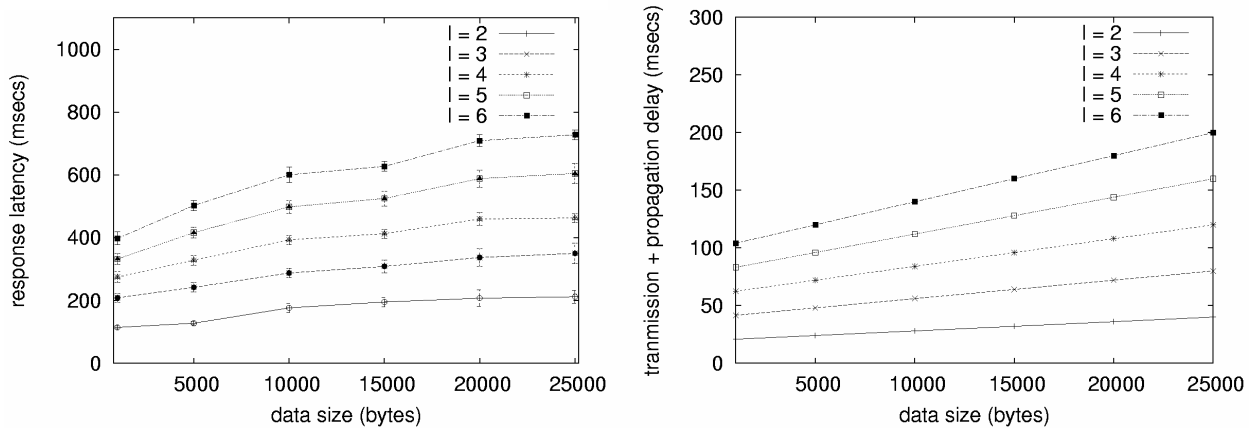 response latency (msecs)
1000
800
600
400
200
0
l = 2
l = 3
l = 4
l = 5
l = 6
5000 10000 15000 20000 25000
data size (bytes)
tranmission + propagation delay (msecs)
300
250
200
150
100
50
0
l = 2
l = 3
l = 4
l = 5
l = 6
5000 10000 15000 20000 25000
data size (bytes)